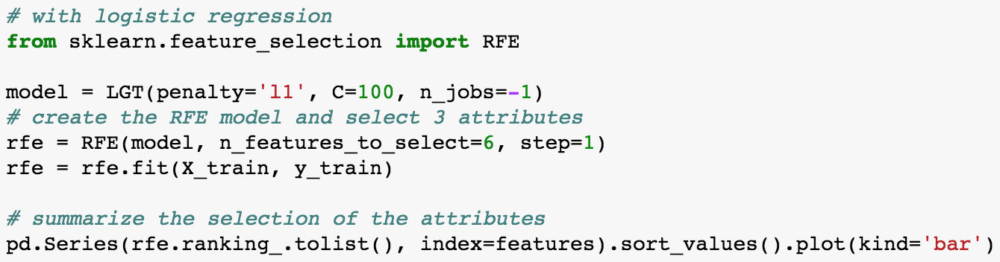 # with logistic regression
from sklearn.feature_selection import RFE
model = LGT(penalty='l1', C=100, n_jobs=-1)
# create the RFE model and select 3 attributes
rfe = RFE(model, n_features_to_select=6, step=1)
rfe = rfe.fit(X_train, y_train)
# summarize the selection of the attributes
pd.Series(rfe.ranking_.tolist(), index=features).sort_values().plot(kind='bar')